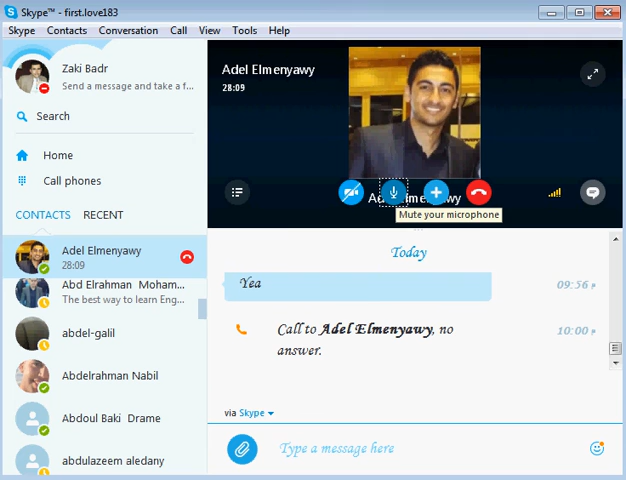 Skype™ - first.love183
Skype Contacts Conversation Call View Tools Help
Zaki Badr
Send a message and take a f...
Search
Home
Call phones
CONTACTS RECENT
Adel Elmenyawy
28:09
Abd Elrahman Moham...
The best way to learn Eng...
abdel-galil
Abdelrahman Nabil
Abdoul Baki Drame
abdulazeem aledany
Adel Elmenyawy
28:09
Adel Elmenyawy
Mute your microphone
Today
Yea 09:56 م
Call to Adel Elmenyawy, no 10:00 م
answer.
via Skype
Type a message here